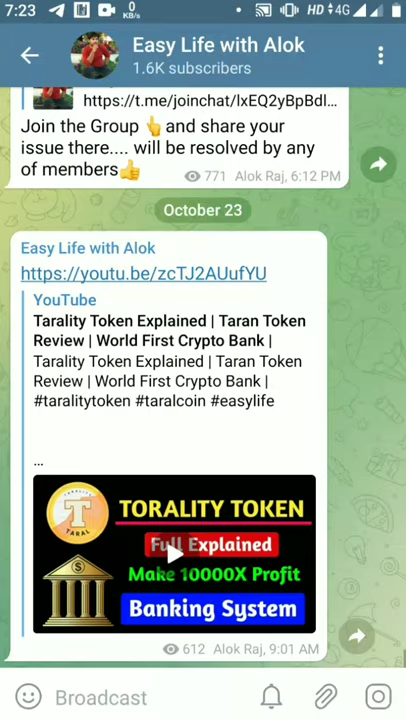 7:23 0 KB/s HD 4G
Easy Life with Alok
1.6K subscribers
https://t.me/joinchat/lxEQ2yBpBdl...
Join the Group 👆and share your
issue there.... will be resolved by any
of members👍
771 Alok Raj, 6:12 PM
October 23
Easy Life with Alok
https://youtu.be/zcTJ2AUufYU
YouTube
Tarality Token Explained | Taran Token
Review | World First Crypto Bank |
Tarality Token Explained | Taran Token
Review | World First Crypto Bank |
#taralitytoken #taralcoin #easylife
...
T
TARAL
TORALITY TOKEN
Full Explained
Make 10000X Profit
$
Banking System
612 Alok Raj, 9:01 AM
Broadcast